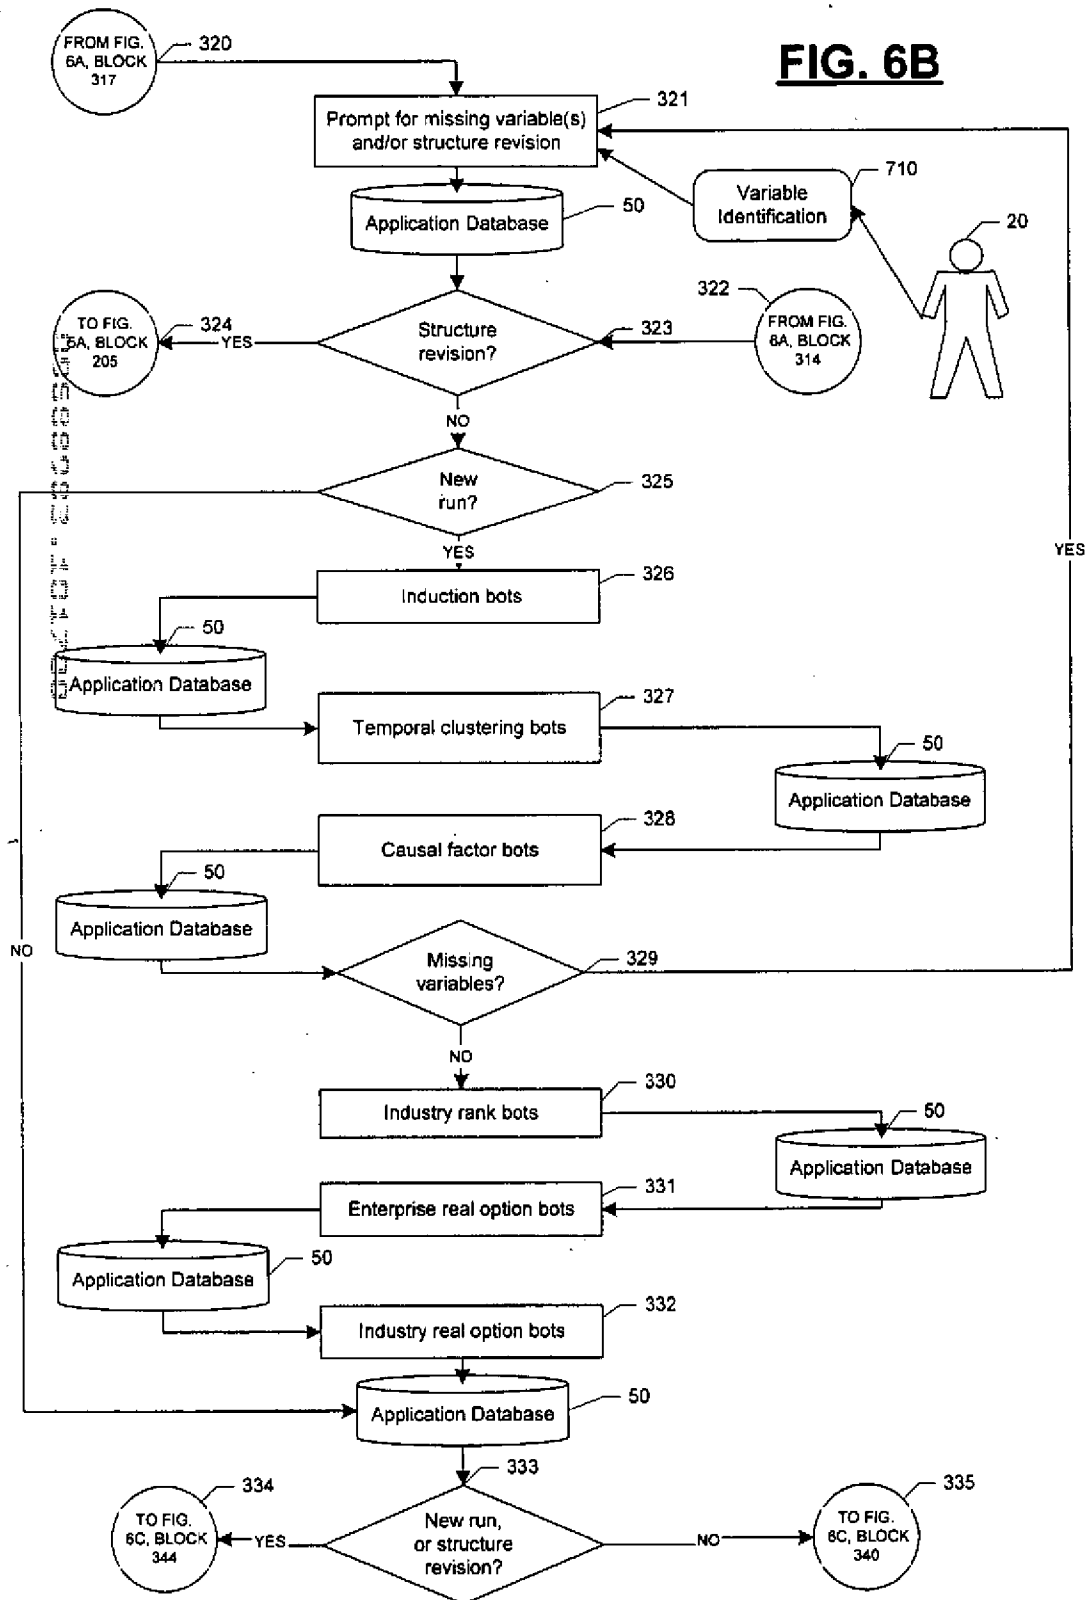 FROM FIG.
6A, BLOCK
317
320
FIG. 6B
321
Prompt for missing variable(s)
and/or structure revision
710
Variable
Identification
50
Application Database
20
322
FROM FIG.
6A, BLOCK
314
324
TO FIG.
5A, BLOCK
205
YES
Structure
revision?
323
NO
New
run?
325
YES
YES
326
Induction bots
50
Application Database
327
Temporal clustering bots
50
Application Database
328
Causal factor bots
50
Application Database
NO
Missing
variables?
329
NO
330
Industry rank bots
50
Application Database
331
Enterprise real option bots
50
Application Database
332
Industry real option bots
50
Application Database
333
334
TO FIG.
6C, BLOCK
344
YES
New run,
or structure
revision?
NO
335
TO FIG.
6C, BLOCK
340